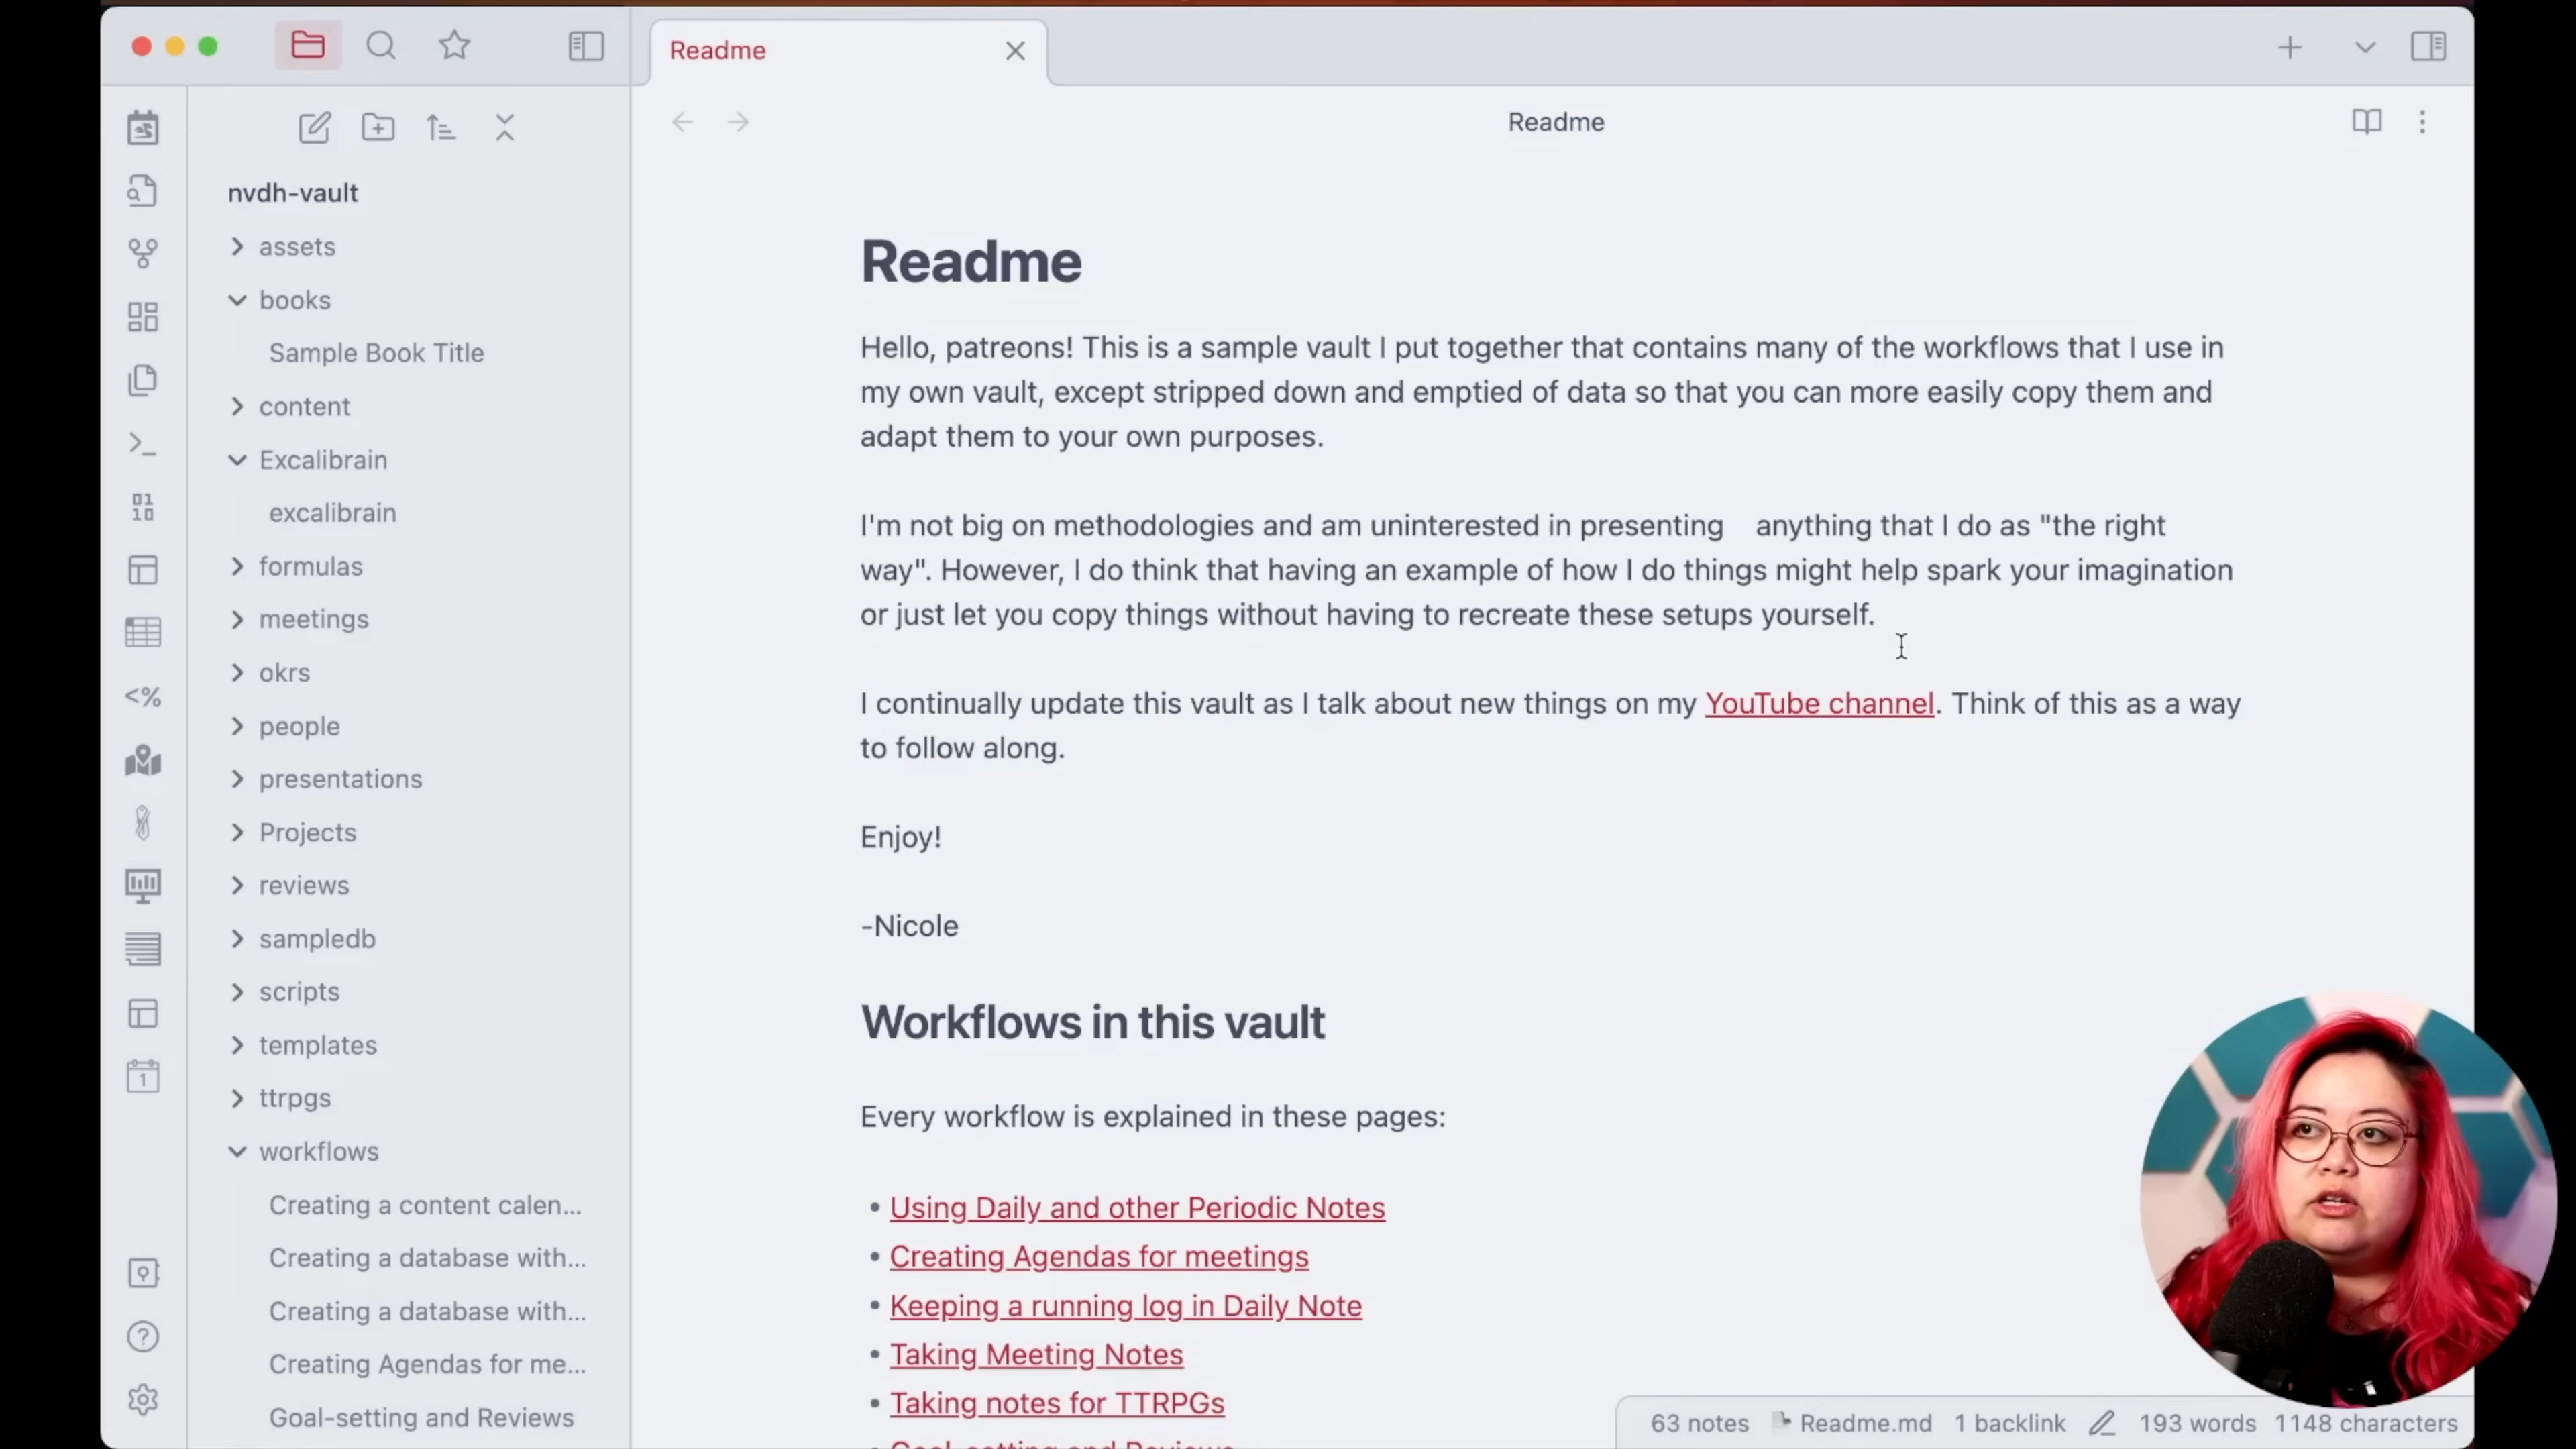 Readme
Readme
nvdh-vault
assets
books
Sample Book Title
content
Excalibrain
excalibrain
formulas
meetings
okrs
people
presentations
Projects
reviews
sampledb
scripts
templates
ttrpgs
workflows
Creating a content calen...
Creating a database with...
Creating a database with...
Creating Agendas for me...
Goal-setting and Reviews
01
10
<%
1
Readme
Hello, patreons! This is a sample vault I put together that contains many of the workflows that I use in
my own vault, except stripped down and emptied of data so that you can more easily copy them and
adapt them to your own purposes.
I'm not big on methodologies and am uninterested in presenting anything that I do as "the right
way". However, I do think that having an example of how I do things might help spark your imagination
or just let you copy things without having to recreate these setups yourself.
I continually update this vault as I talk about new things on my YouTube channel. Think of this as a way
to follow along.
Enjoy!
-Nicole
Workflows in this vault
Every workflow is explained in these pages:
• Using Daily and other Periodic Notes
• Creating Agendas for meetings
• Keeping a running log in Daily Note
• Taking Meeting Notes
• Taking notes for TTRPGs
• Goal-setting and Reviews
63 notes Readme.md 1 backlink 193 words 1148 characters